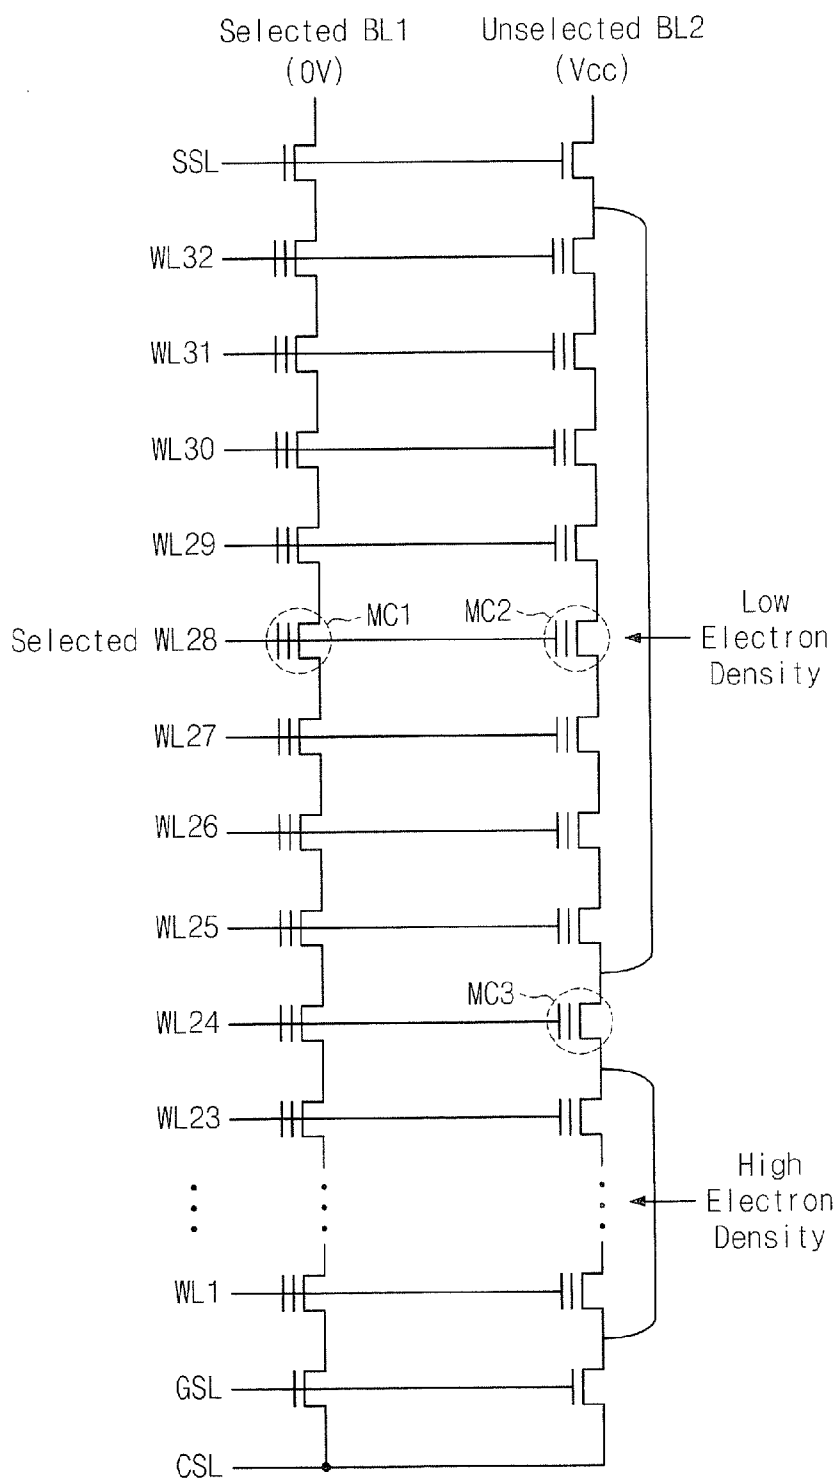 Selected BL1
(0V)
Unselected BL2
(Vcc)
SSL
WL32
WL31
WL30
WL29
Selected WL28
MC1
MC2
Low
Electron
Density
WL27
WL26
WL25
MC3
WL24
WL23
High
Electron
Density
WL1
GSL
CSL